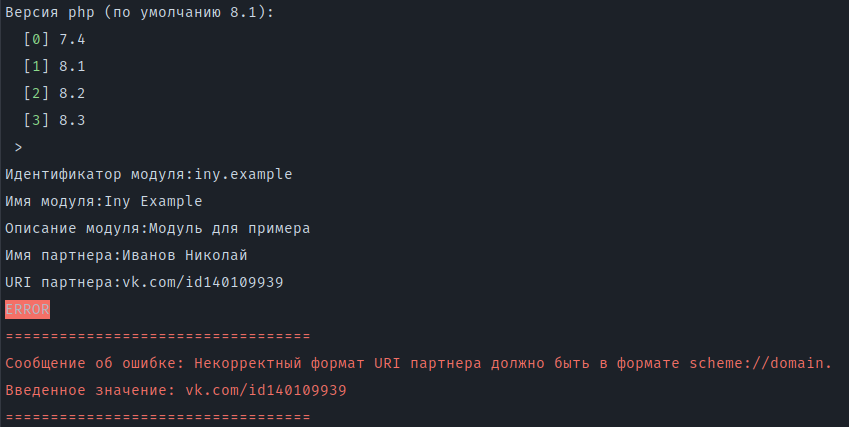 Версия php (по умолчанию 8.1):
[0] 7.4
[1] 8.1
[2] 8.2
[3] 8.3
>
Идентификатор модуля:iny.example
Имя модуля:Iny Example
Описание модуля:Модуль для примера
Имя партнера:Иванов Николай
URI партнера:vk.com/id140109939
ERROR
==================================
Сообщение об ошибке: Некорректный формат URI партнера должно быть в формате scheme://domain.
Введенное значение: vk.com/id140109939
==================================